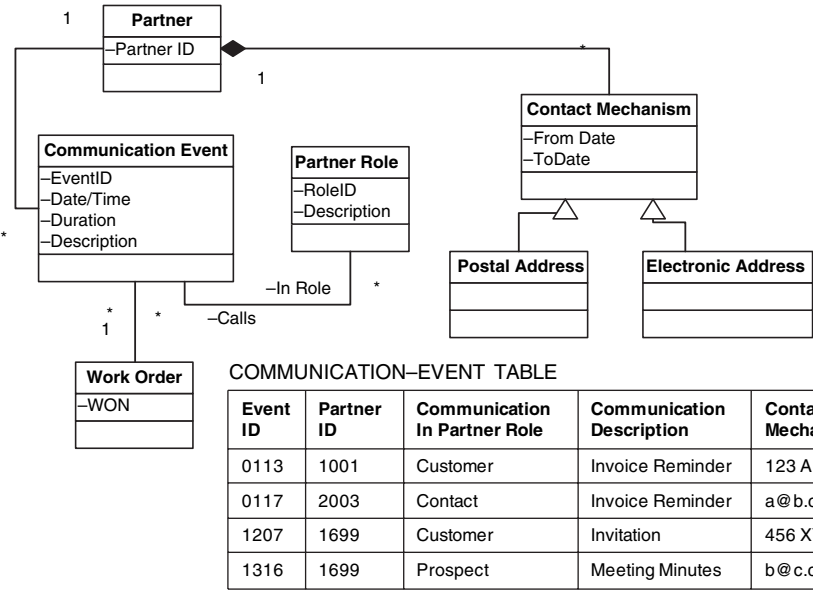 1
Partner
–Partner ID
1
*
Contact Mechanism
–From Date
–ToDate
Communication Event
–EventID
–Date/Time
–Duration
–Description
*
Partner Role
–RoleID
–Description
Postal Address
Electronic Address
–In Role
*
*
1
*
–Calls
Work Order
–WON
COMMUNICATION–EVENT TABLE
Event ID
Partner ID
Communication In Partner Role
Communication Description
0113 1001 Customer Invoice Reminder 123 A
0117 2003 Contact Invoice Reminder
1207 1699 Customer Invitation 456
1316 1699 Prospect Meeting Minutes